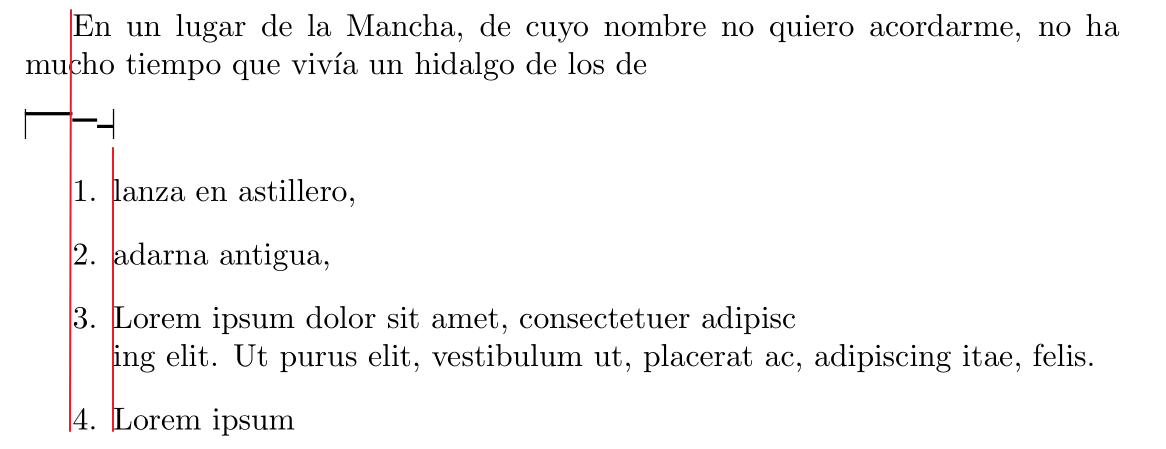 En un lugar de la Mancha, de cuyo nombre no quiero acordarme, no ha
mucho tiempo que vivía un hidalgo de los de
1. lanza en astillero,
2. adarna antigua,
3. Lorem ipsum dolor sit amet, consectetuer adipisc
ing elit. Ut purus elit, vestibulum ut, placerat ac, adipiscing itae, felis.
4. Lorem ipsum